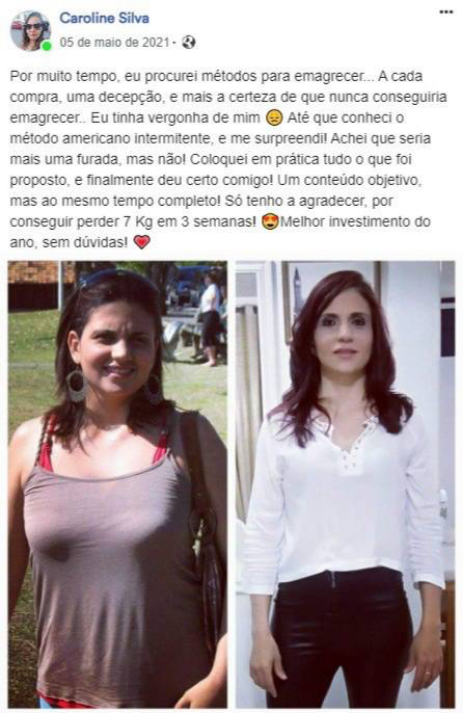 Caroline Silva
05 de maio de 2021 ·
Por muito tempo, eu procurei métodos para emagrecer... A cada
compra, uma decepção, e mais a certeza de que nunca conseguiria
emagrecer.. Eu tinha vergonha de mim 😞 Até que conheci o
método americano intermitente, e me surpreendi! Achei que seria
mais uma furada, mas não! Coloquei em prática tudo o que foi
proposto, e finalmente deu certo comigo! Um conteúdo objetivo,
mas ao mesmo tempo completo! Só tenho a agradecer, por
conseguir perder 7 Kg em 3 semanas! 😍Melhor investimento do
ano, sem dúvidas! 💓